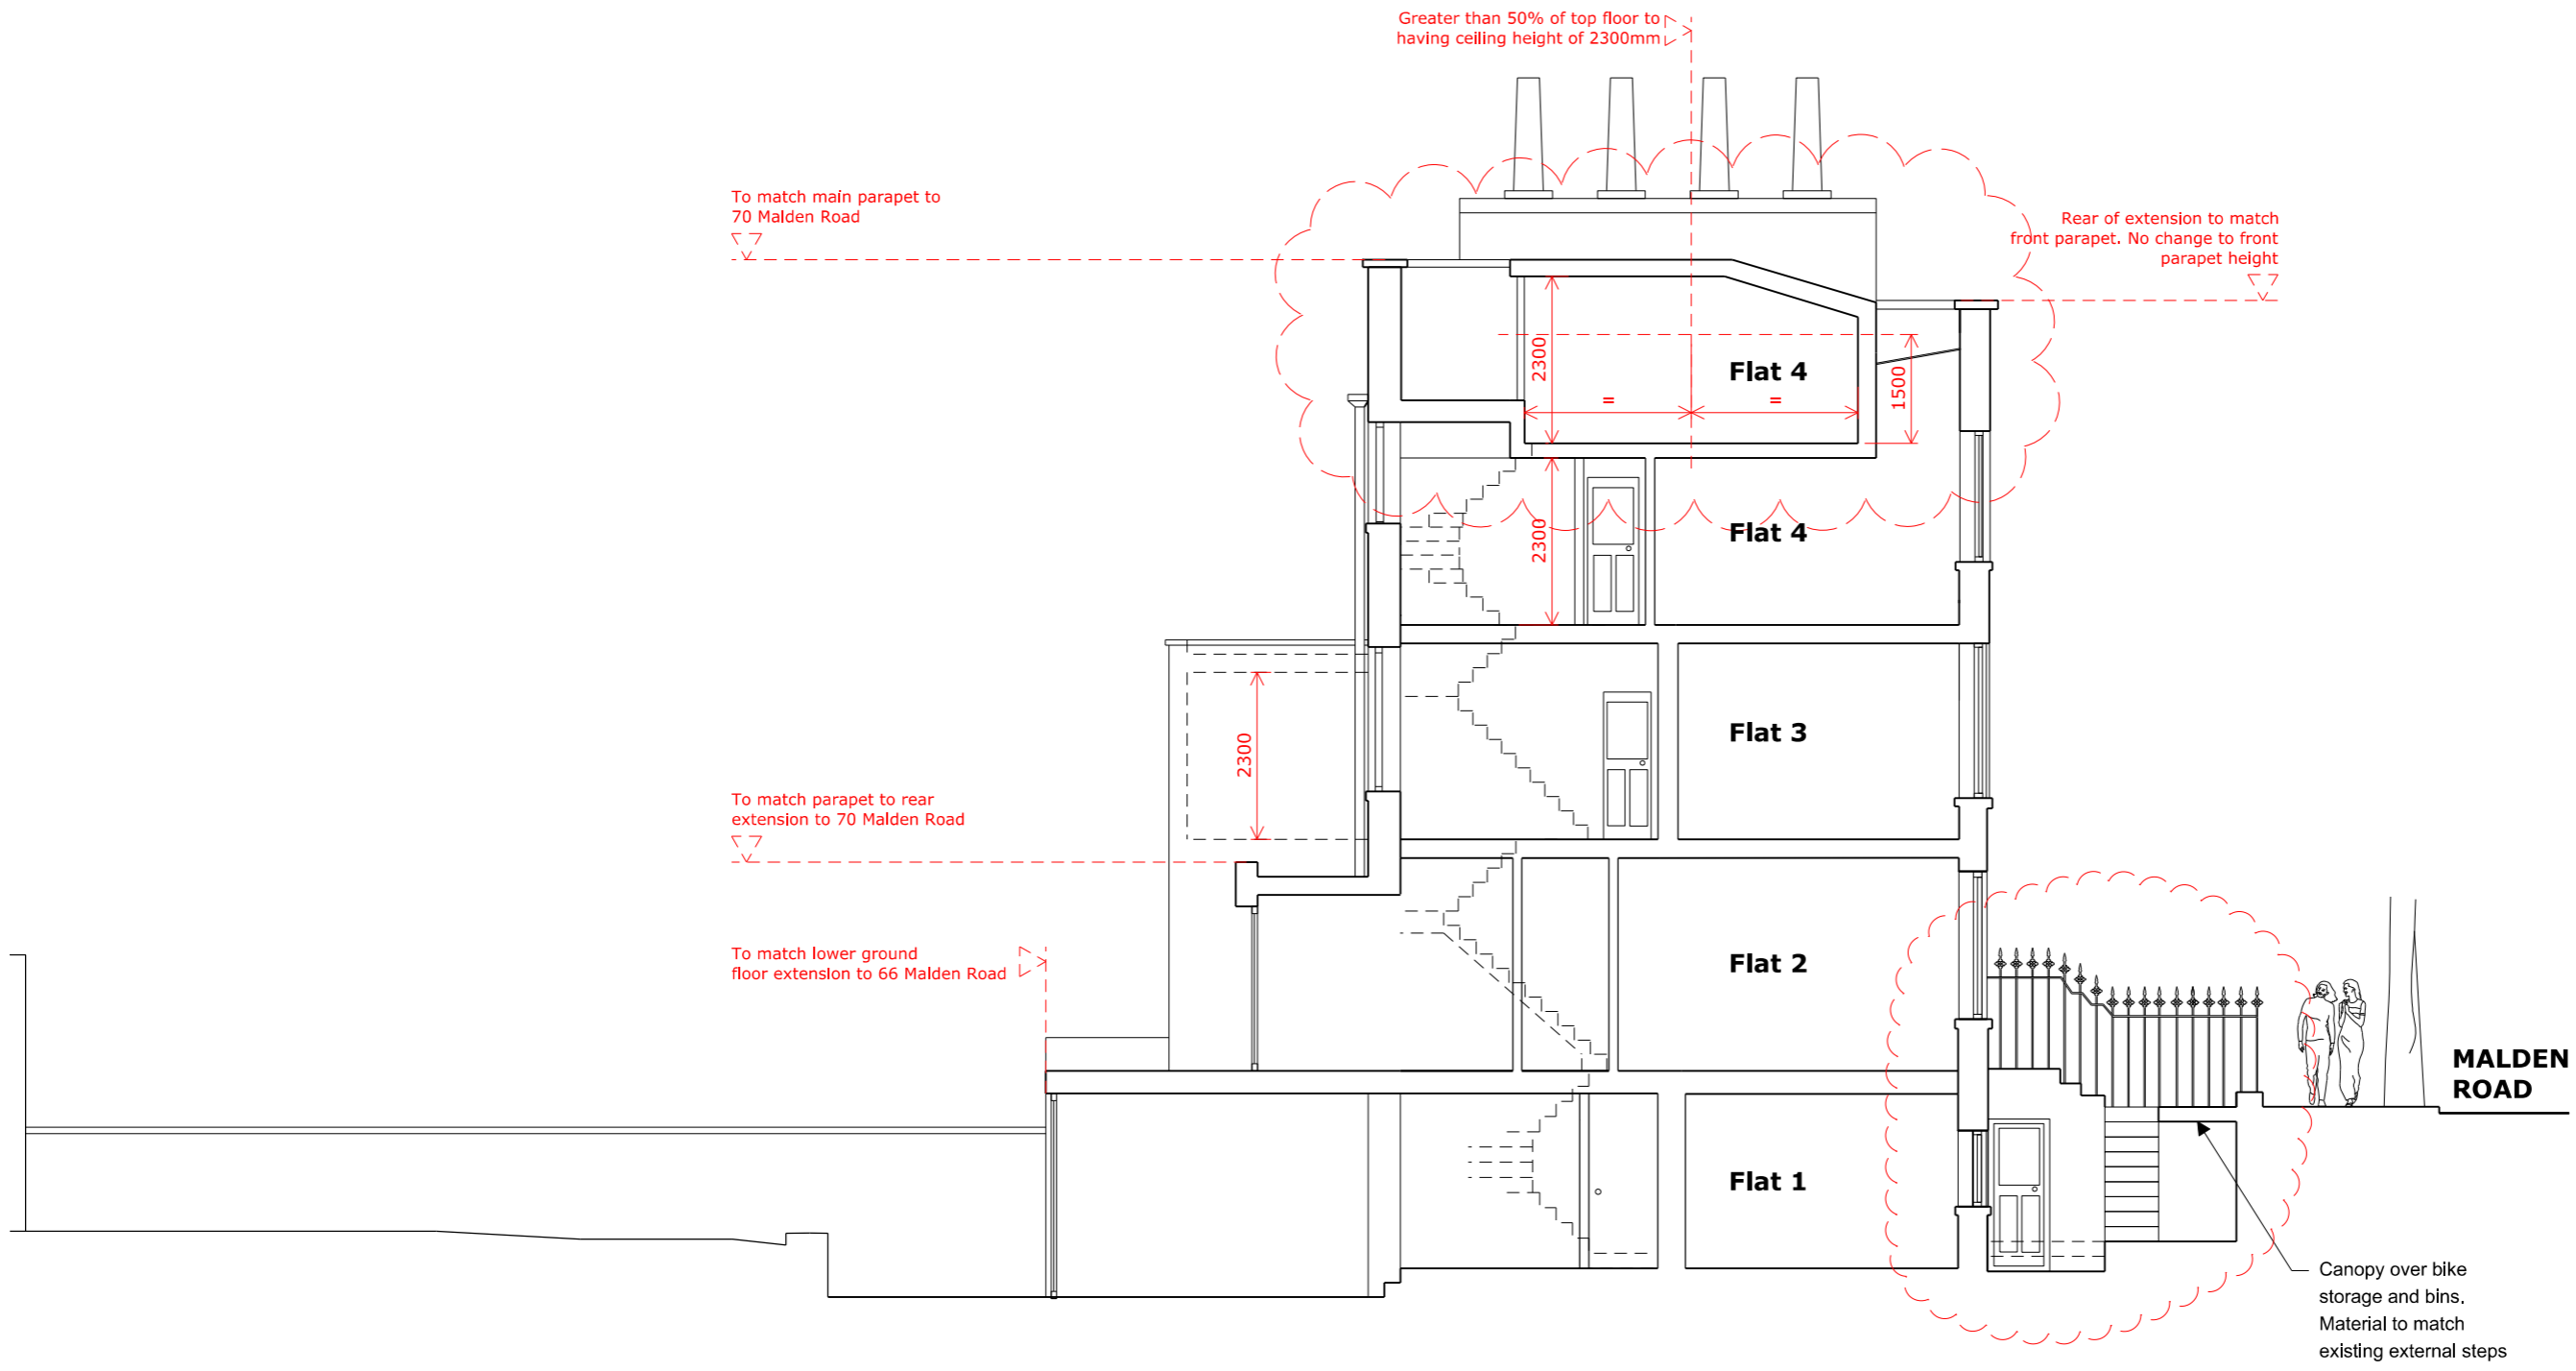 Greater than 50% of top floor to
having ceiling height of 2300mm
To match main parapet to
70 Malden Road
Rear of extension to match
front parapet. No change to front
parapet height
2300
Flat 4
1500
=
=
2300
Flat 4
2300
Flat 3
To match parapet to rear
extension to 70 Malden Road
To match lower ground
floor extension to 66 Malden Road
Flat 2
MALDEN
ROAD
Flat 1
Canopy over bike
storage and bins.
Material to match
existing external steps